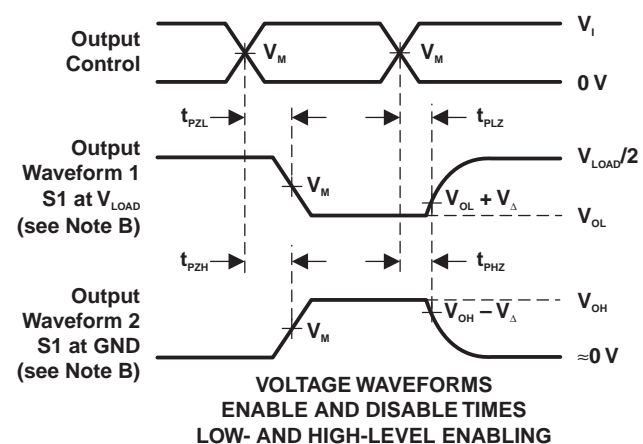 Output
Control
V_M
V_M
V_I
0 V
t_PZL
t_PLZ
Output
Waveform 1
S1 at V_LOAD
(see Note B)
V_M
V_OL + V_Δ
V_LOAD/2
V_OL
t_PZH
t_PHZ
Output
Waveform 2
S1 at GND
(see Note B)
V_M
V_OH − V_Δ
V_OH
≈0 V
VOLTAGE WAVEFORMS
ENABLE AND DISABLE TIMES
LOW- AND HIGH-LEVEL ENABLING